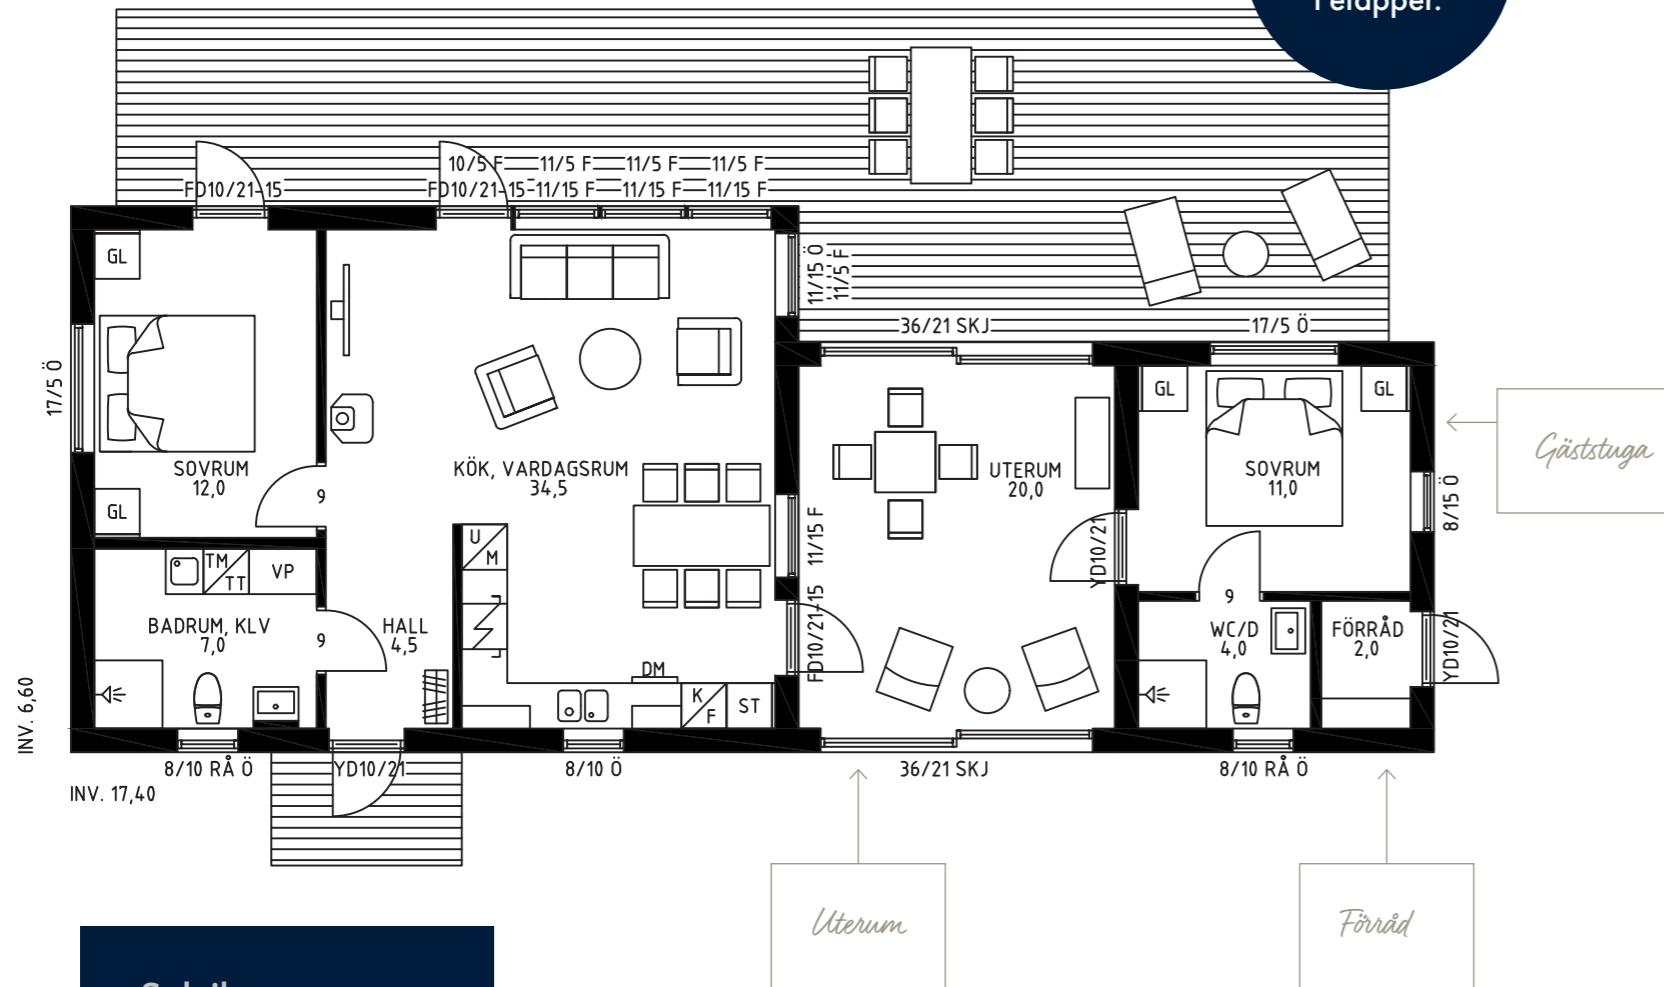 i etapper.
10/5 F 11/5 F 11/5 F 11/5 F
FD10/21-15 FD10/21-15 11/15 F 11/15 F 11/15 F
GL
11/15 Ö
11/5 F
36/21 SKJ
17/5 Ö
17/5 Ö
GL
GL
Gäststuga
SOVRUM
12,0
KÖK, VARDAGSRUM
34,5
UTERUM
20,0
SOVRUM
11,0
8/15 Ö
9
GL
11/15 F
U
M
YD10/21
TM
TT
VP
FD10/21-15
9
BADRUM, KLV
7,0
9
HALL
4,5
WC/D
4,0
FÖRRÅD
2,0
YD10/21
DM
K
F
ST
INV. 6,60
8/10 RÅ Ö
YD10/21
8/10 Ö
36/21 SKJ
8/10 RÅ Ö
INV. 17,40
Uterum
Förråd